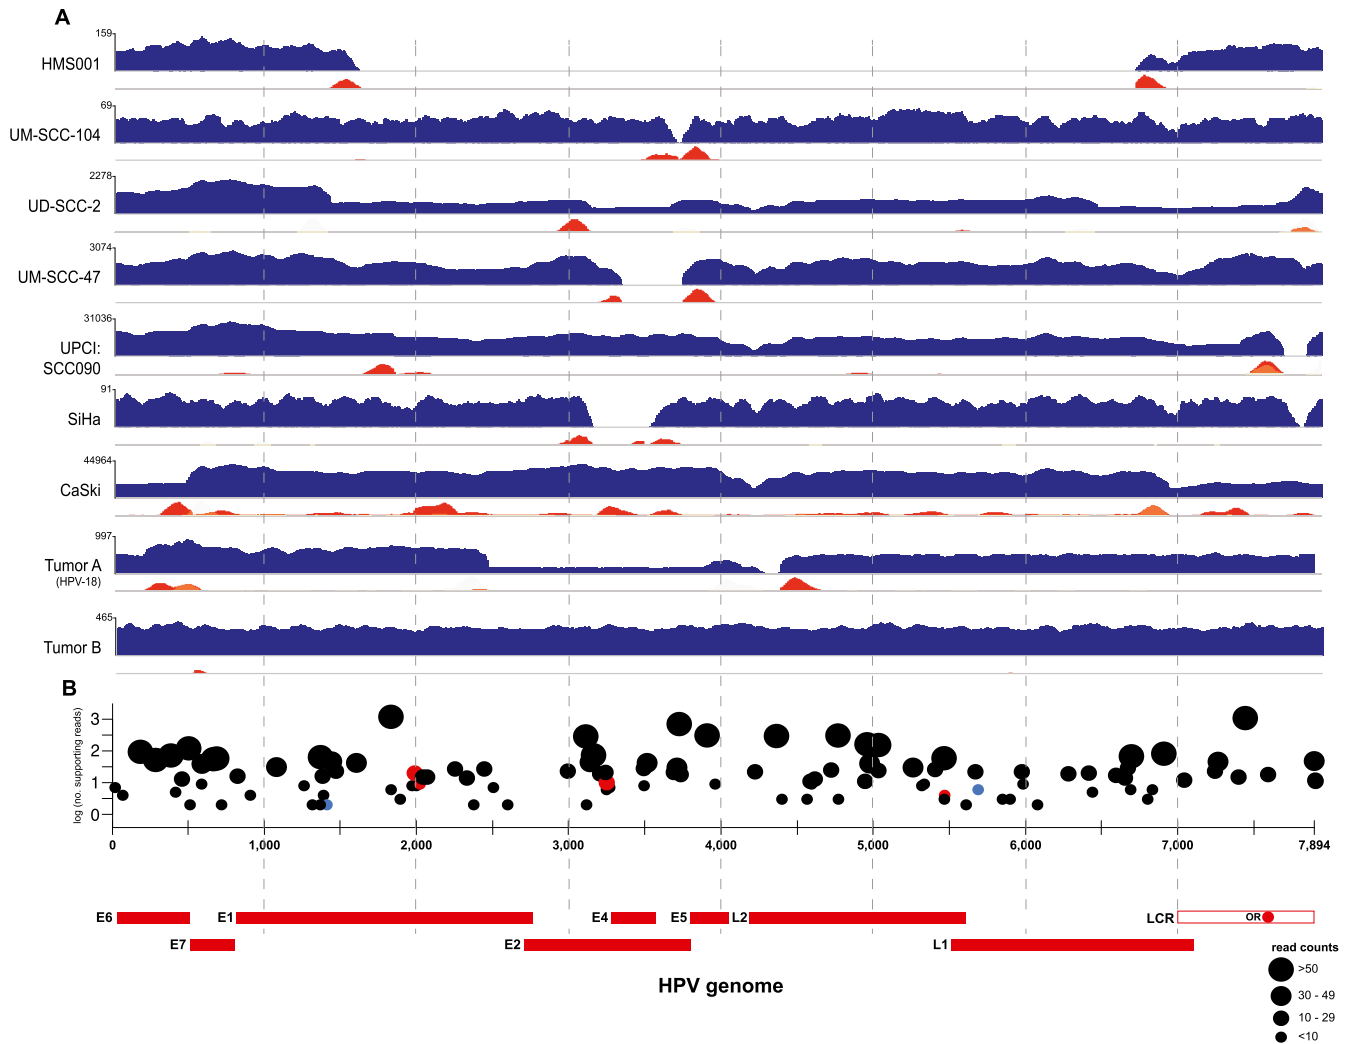 A
159
HMS001
69
UM-SCC-104
2278
UD-SCC-2
3074
UM-SCC-47
31036
UPCI:
SCC090
91
SiHa
44964
CaSki
997
Tumor A
(HPV-18)
465
Tumor B
B
log (no. supporting reads)
3
2
1
0
0 1,000 2,000 3,000 4,000 5,000 6,000 7,000 7,894
E6 E1 E4 E5 L2 LCR OR
E7 E2 L1
read counts
>50
30 - 49
10 - 29
<10
HPV genome